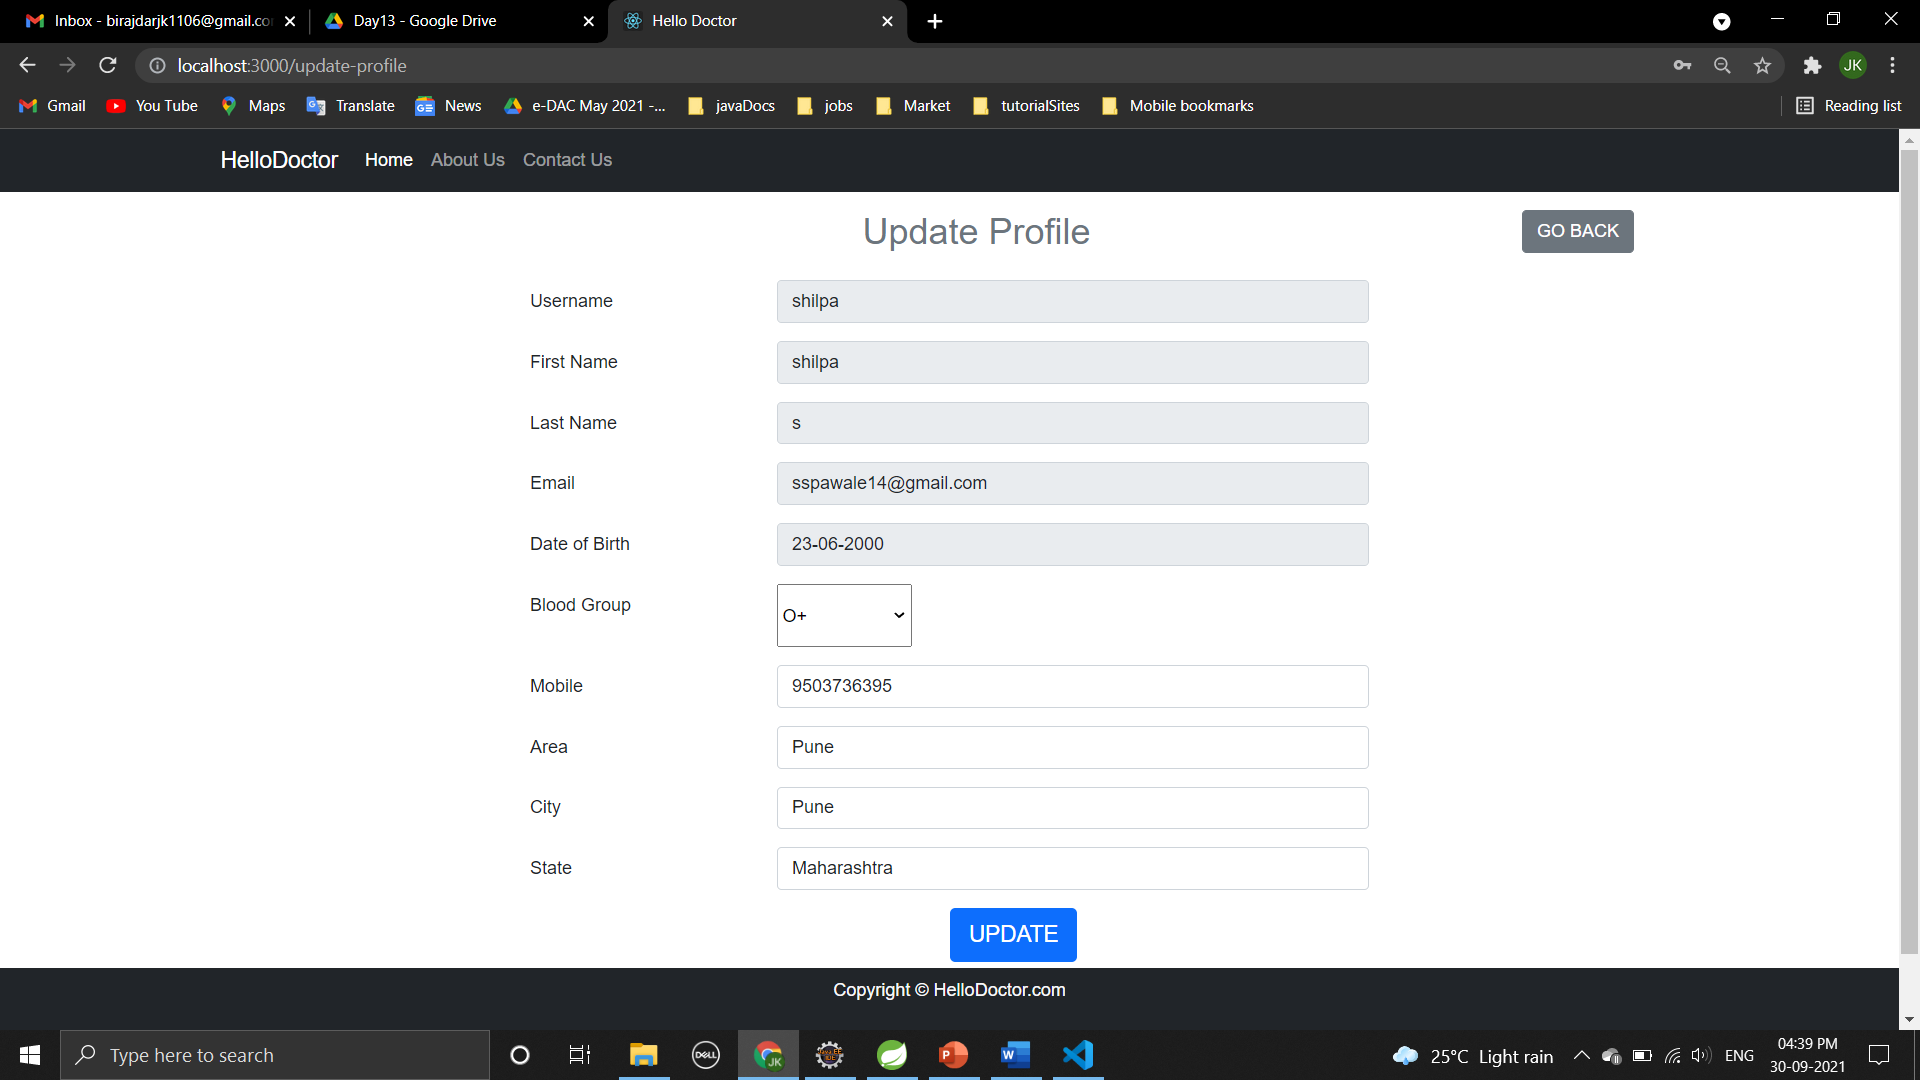 Inbox - birajdarjk1106@gmail.co
Day13 - Google Drive
Hello Doctor
localhost:3000/update-profile
JK
Gmail
You Tube
Maps
Translate
News
e-DAC May 2021 -...
javaDocs
jobs
Market
tutorialSites
Mobile bookmarks
Reading list
HelloDoctor Home About Us Contact Us
Update Profile
GO BACK
Username shilpa
First Name shilpa
Last Name s
Email sspawale14@gmail.com
Date of Birth 23-06-2000
Blood Group O+
Mobile 9503736395
Area Pune
City Pune
State Maharashtra
UPDATE
Copyright © HelloDoctor.com
Type here to search
DELL
JK
P
W
25°C Light rain
ENG
04:39 PM
30-09-2021